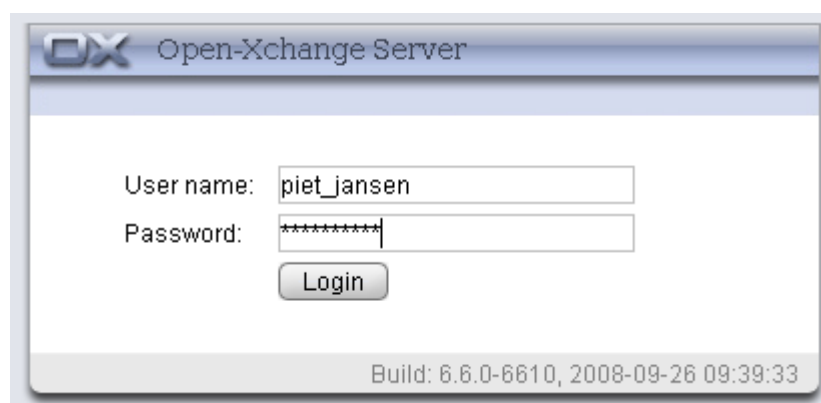 OX Open-Xchange Server
User name: piet_jansen
Password: **********
Login
Build: 6.6.0-6610, 2008-09-26 09:39:33